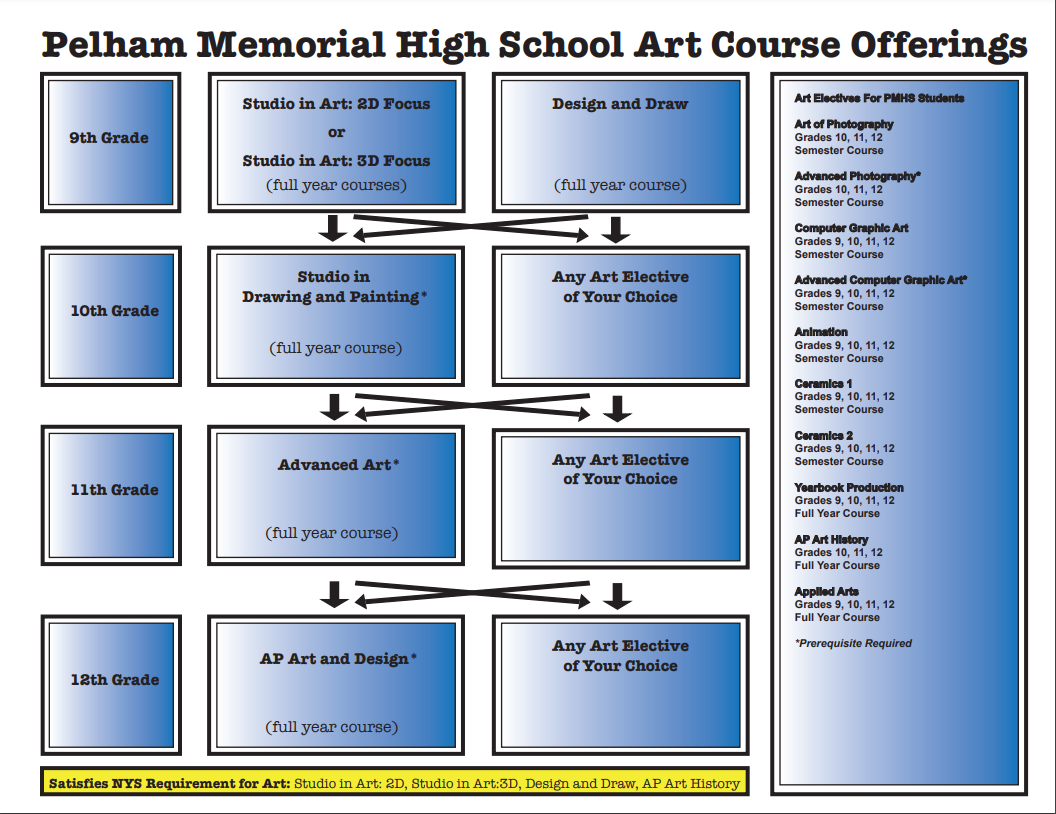 Pelham Memorial High School Art Course Offerings
9th Grade
Studio in Art: 2D Focus
or
Studio in Art: 3D Focus
(full year courses)
Design and Draw
(full year course)
10th Grade
Studio in
Drawing and Painting*
(full year course)
Any Art Elective
of Your Choice
11th Grade
Advanced Art*
(full year course)
Any Art Elective
of Your Choice
12th Grade
AP Art and Design*
(full year course)
Any Art Elective
of Your Choice
Satisfies NYS Requirement for Art: Studio in Art: 2D, Studio in Art:3D, Design and Draw, AP Art History
Art Electives For PMHS Students
Art of Photography
Grades 10, 11, 12
Semester Course
Advanced Photography*
Grades 10, 11, 12
Semester Course
Computer Graphic Art
Grades 9, 10, 11, 12
Semester Course
Advanced Computer Graphic Art*
Grades 9, 10, 11, 12
Semester Course
Animation
Grades 9, 10, 11, 12
Semester Course
Ceramics 1
Grades 9, 10, 11, 12
Semester Course
Ceramics 2
Grades 9, 10, 11, 12
Semester Course
Yearbook Production
Grades 9, 10, 11, 12
Full Year Course
AP Art History
Grades 10, 11, 12
Full Year Course
Applied Arts
Grades 9, 10, 11, 12
Full Year Course
*Prerequisite Required